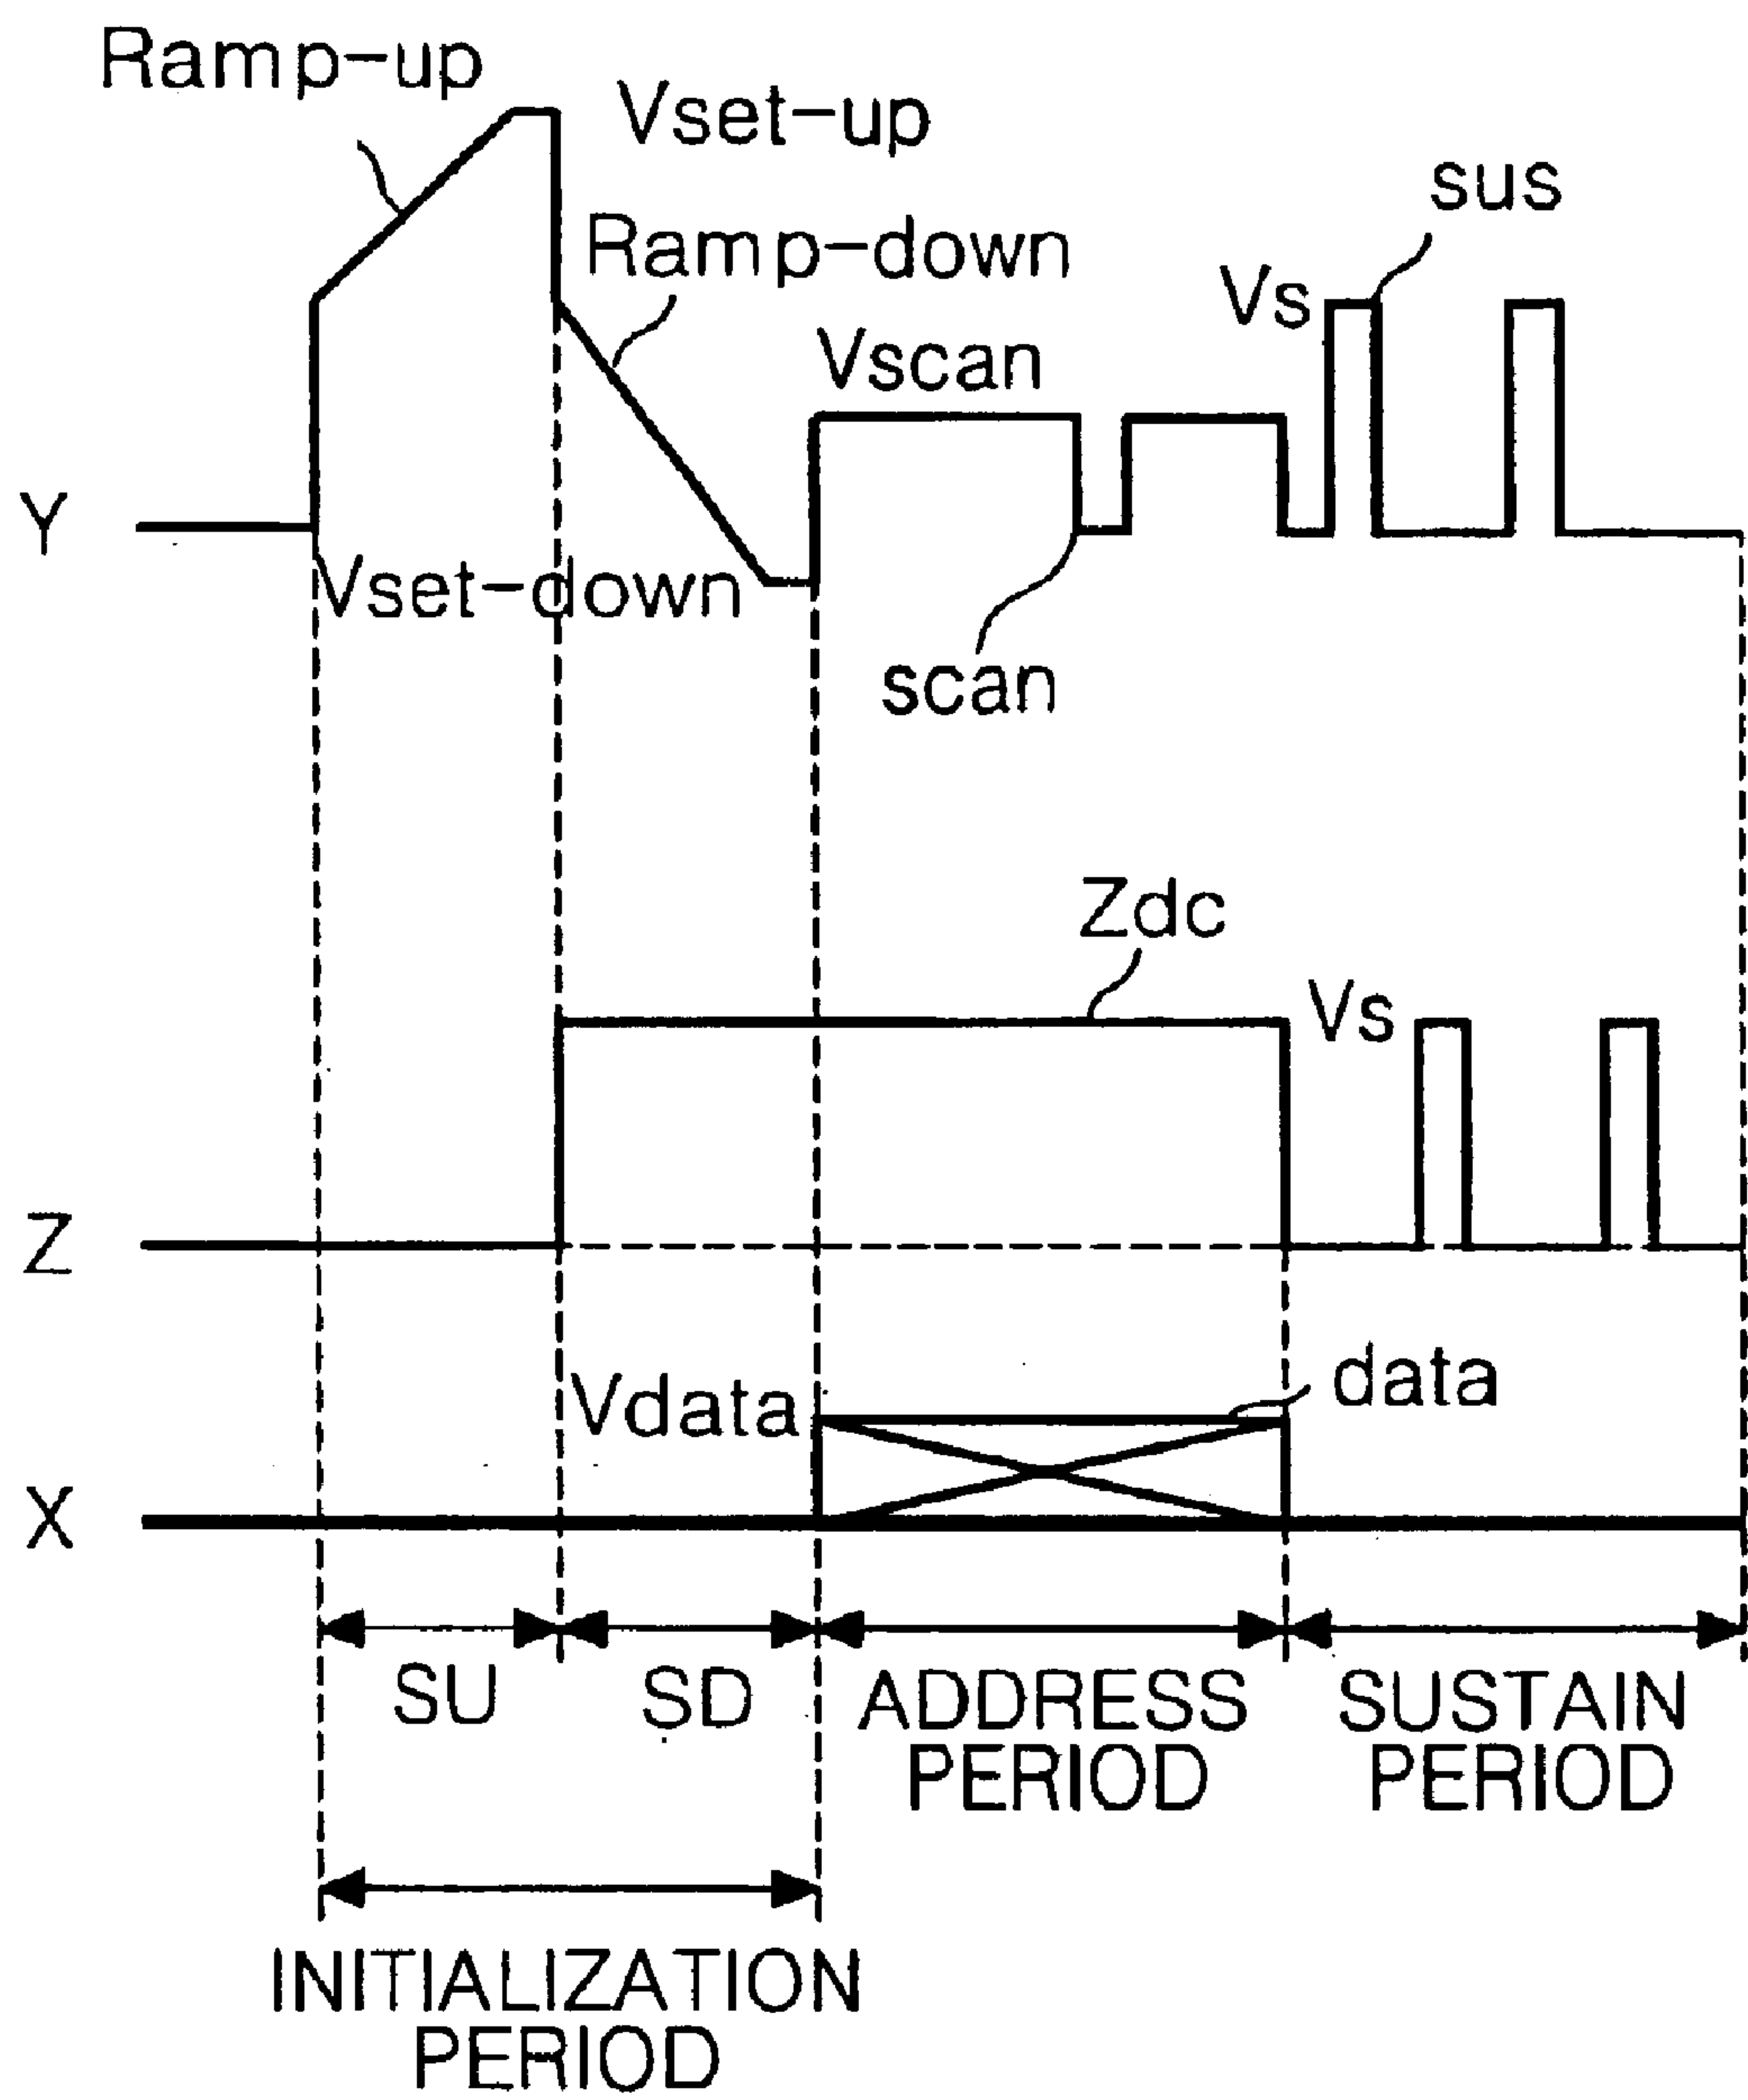 Ramp-up
Vset-up
sus
Ramp-down
Vs
Vscan
Y
Vset-down
scan
Zdc
Vs
Z
data
Vdata
X
SU
SD
ADDRESS
PERIOD
SUSTAIN
PERIOD
INITIALIZATION
PERIOD